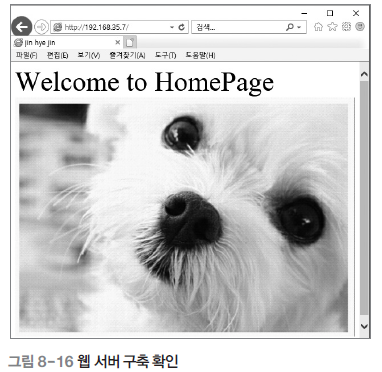 http://192.168.35.7/
검색...
jin hye jin
파일(F) 편집(E) 보기(V) 즐겨찾기(A) 도구(T) 도움말(H)
Welcome to HomePage
그림 8-16 웹 서버 구축 확인